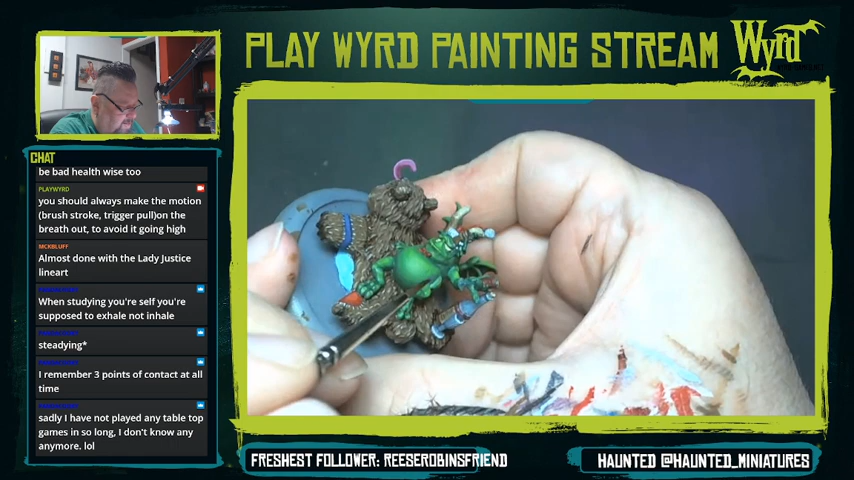 PLAY WYRD PAINTING STREAM
Wyrd
CHAT
be bad health wise too
PLAYWYRD
you should always make the motion
(brush stroke, trigger pull)on the
breath out, to avoid it going high
MCKBLUFF
Almost done with the Lady Justice
lineart
When studying you're self you're
supposed to exhale not inhale
steadying*
I remember 3 points of contact at all
time
sadly I have not played any table top
games in so long, I don't know any
anymore. lol
FRESHEST FOLLOWER: REESEROBINSFRIEND
HAUNTED @HAUNTED_MINIATURES